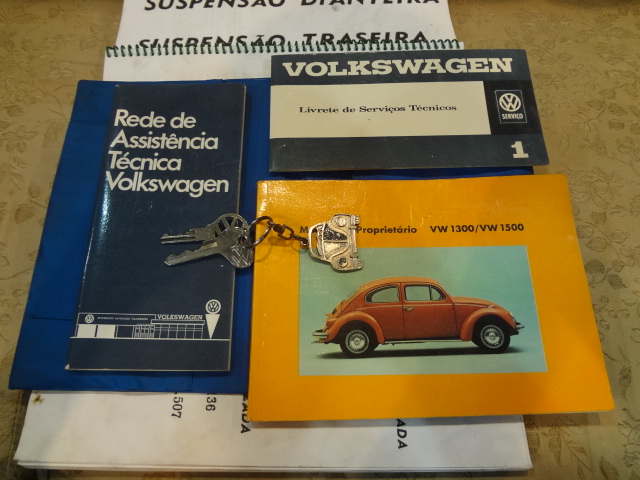 SUSPENSÃO DIANTEIRA
SUSPENSÃO TRASEIRA
VOLKSWAGEN
Livrete de Serviços Técnicos
SERVIÇO
1
Rede de
Assistência
Técnica
Volkswagen
VOLKSWAGEN
Proprietário VW 1300/VW 1500
36
-507
ADA